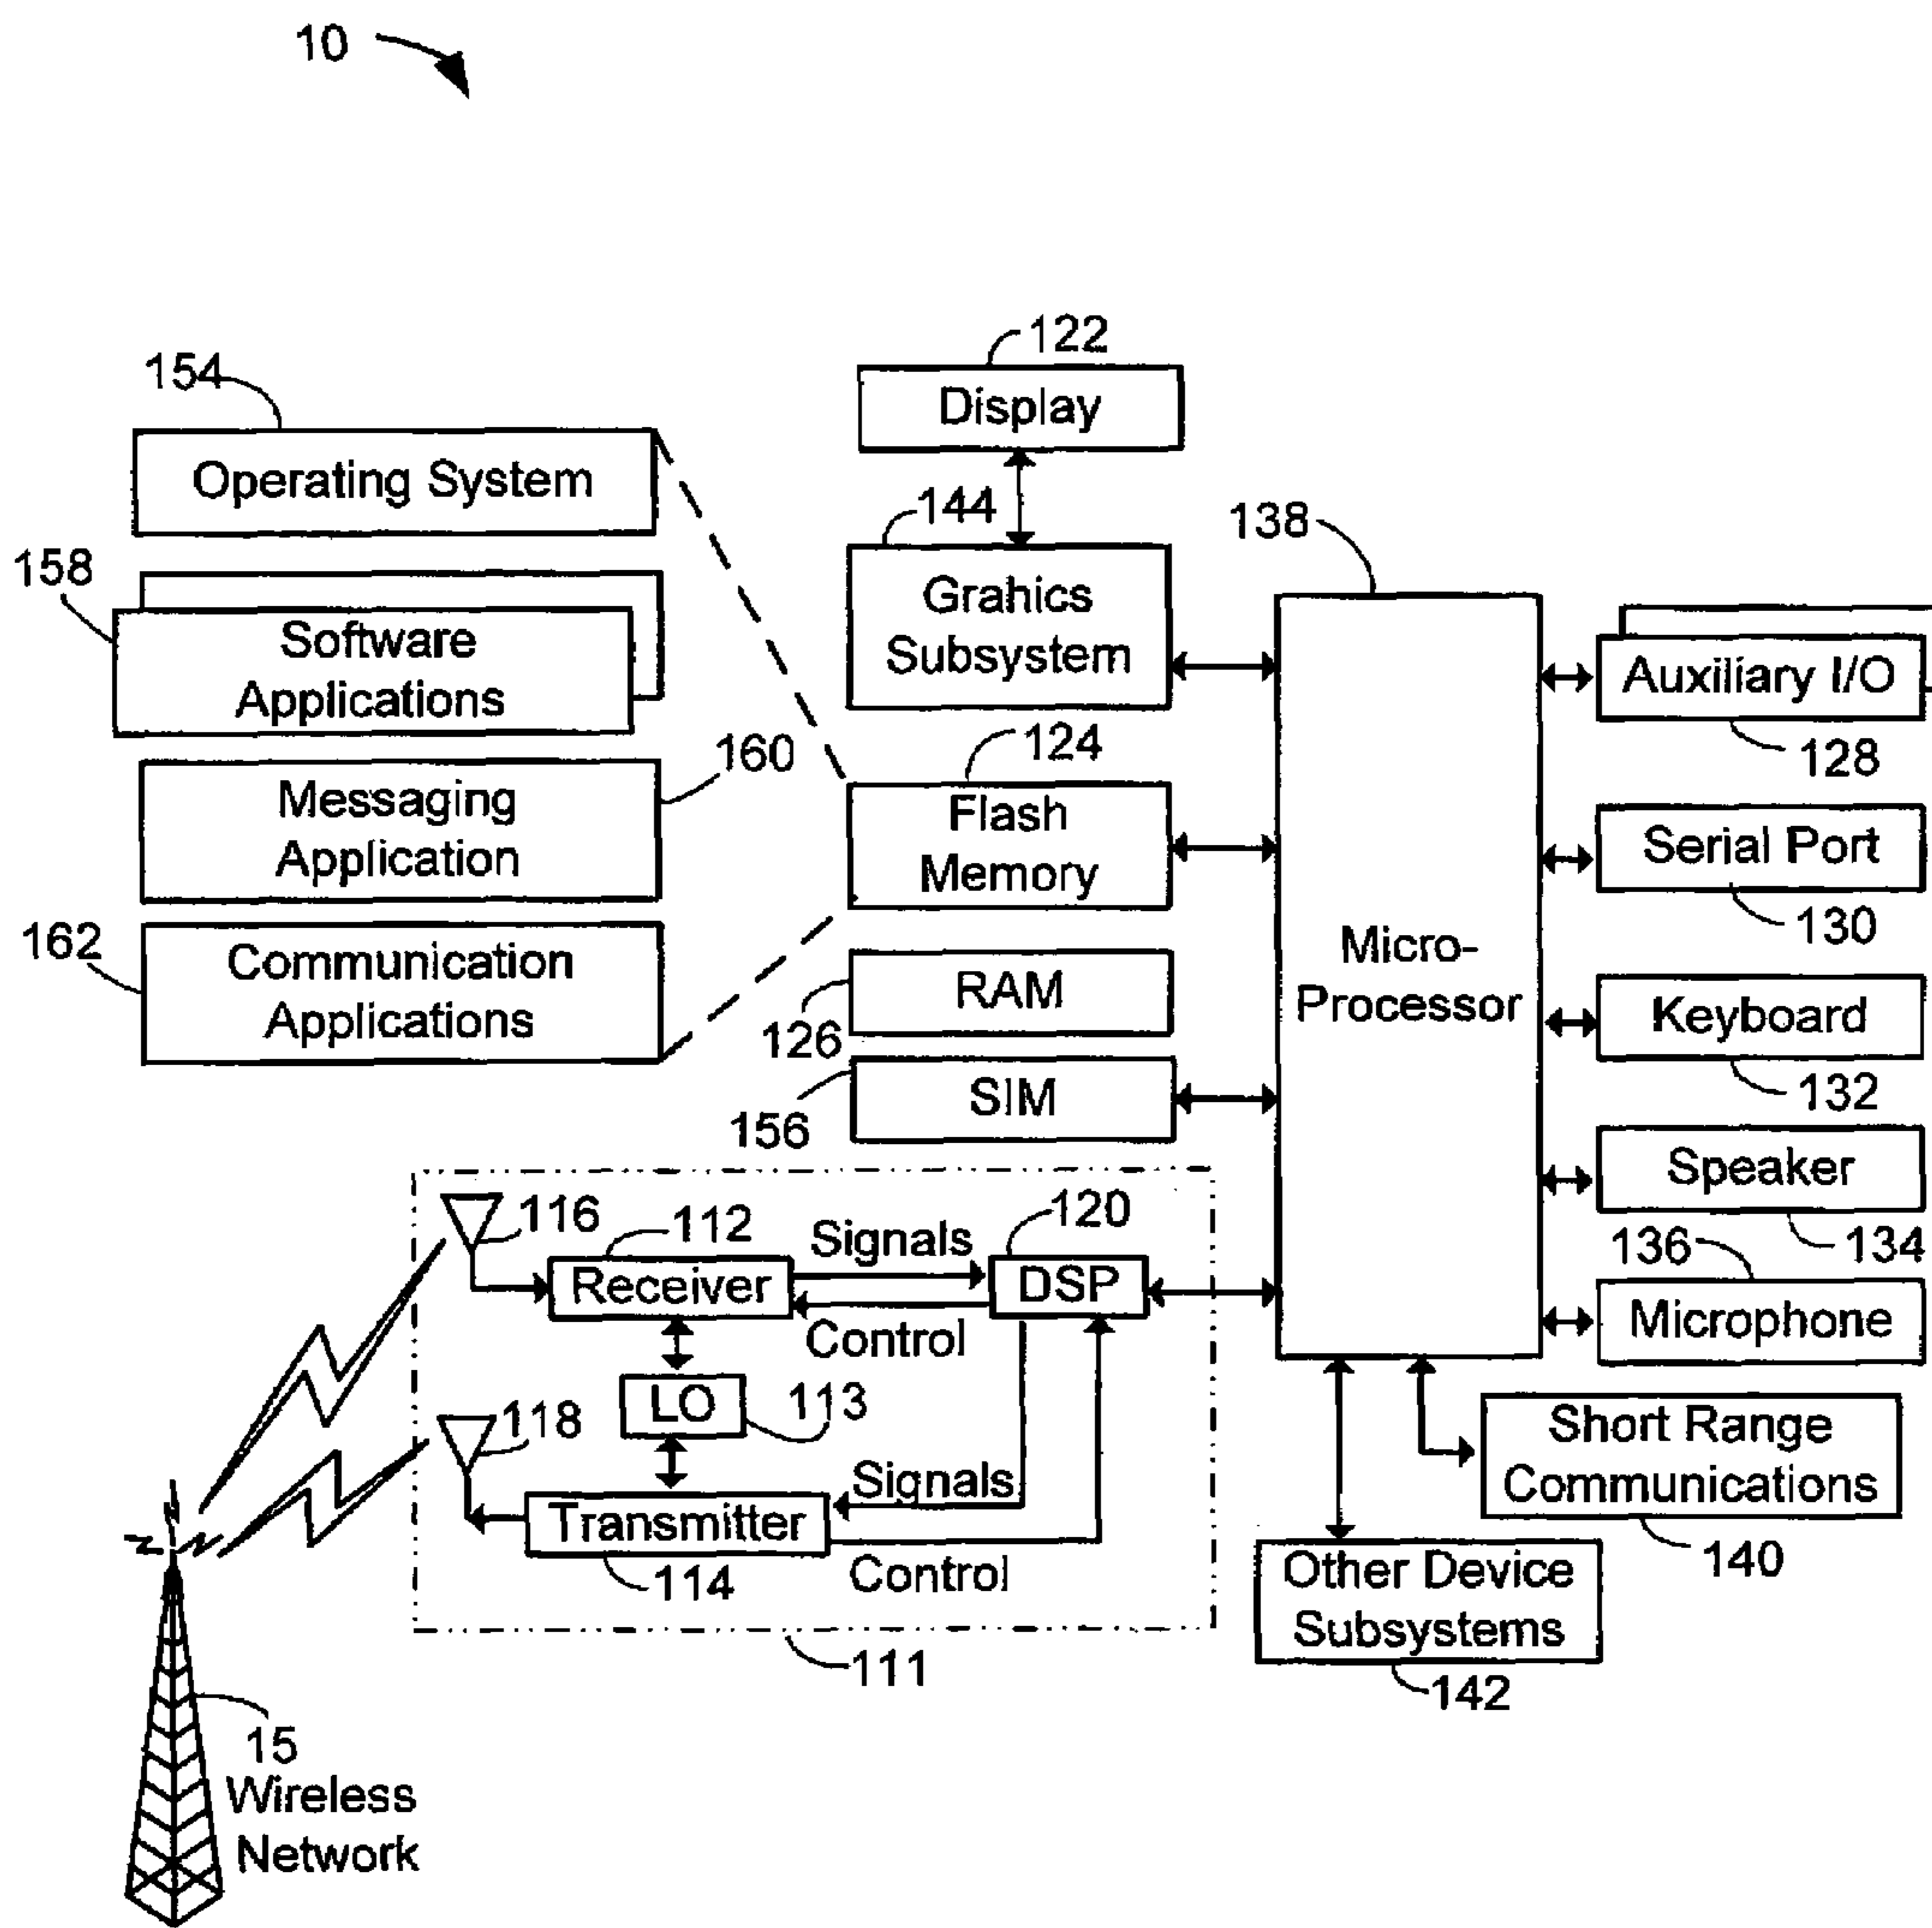 10
122
Display
154
Operating System
144
138
158
Grahics
Subsystem
Software
Applications
Auxiliary I/O
128
160
124
Messaging
Application
Flash
Memory
Serial Port
130
162
Communication
Applications
Micro-
Processor
RAM
126
Keyboard
132
SIM
156
Speaker
134
116
112
Signals
120
136
Receiver
DSP
Microphone
Control
LO
113
118
Short Range
Communications
140
Signals
Transmitter
114
Control
Other Device
Subsystems
142
111
15
Wireless
Network